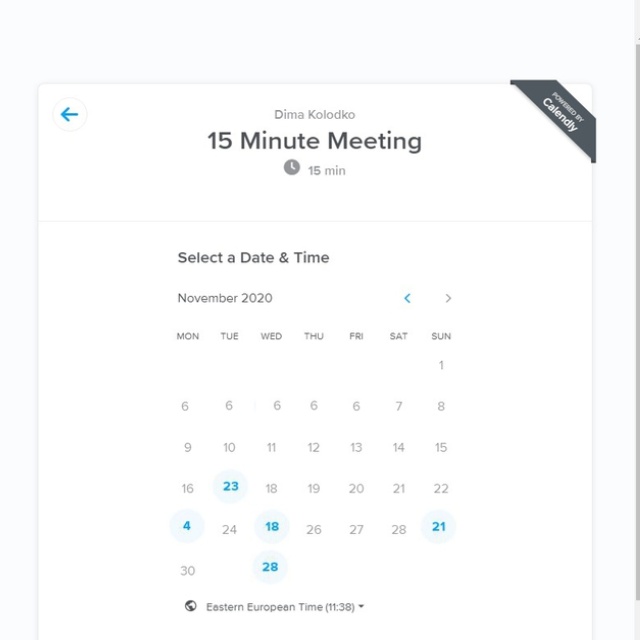 POWERED BY
Calendly
Dima Kolodko
15 Minute Meeting
15 min
Select a Date & Time
November 2020
MON TUE WED THU FRI SAT SUN
1
6 6 6 6 6 7 8
9 10 11 12 13 14 15
16 23 18 19 20 21 22
4 24 18 26 27 28 21
30 28
Eastern European Time (11:38)